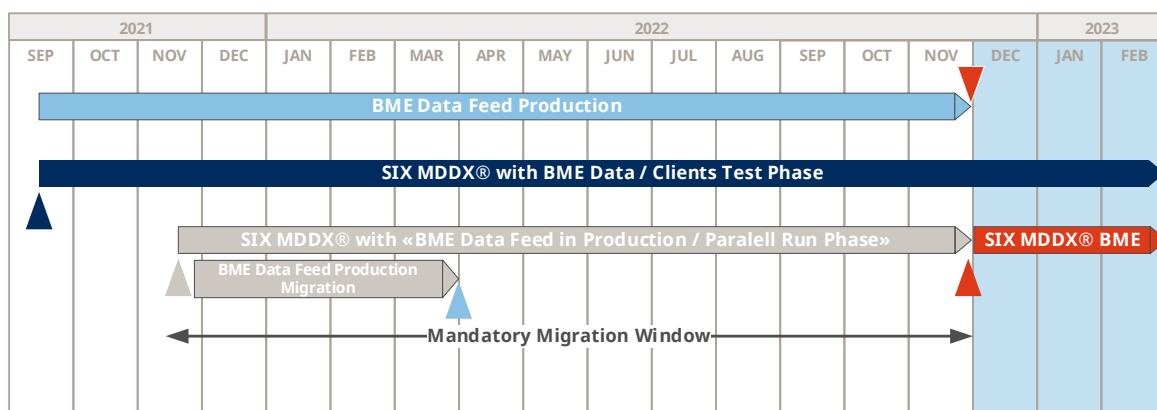 2021 2022 2023
SEP OCT NOV DEC JAN FEB MAR APR MAY JUN JUL AUG SEP OCT NOV DEC JAN FEB
BME Data Feed Production
SIX MDDX® with BME Data / Clients Test Phase
SIX MDDX® with «BME Data Feed in Production / Paralell Run Phase» SIX MDDX® BME
BME Data Feed Production
Migration
Mandatory Migration Window